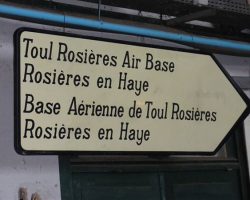 Toul Rosières Air Base
Rosières en Haye
Base Aérienne de Toul Rosières
Rosières en Haye